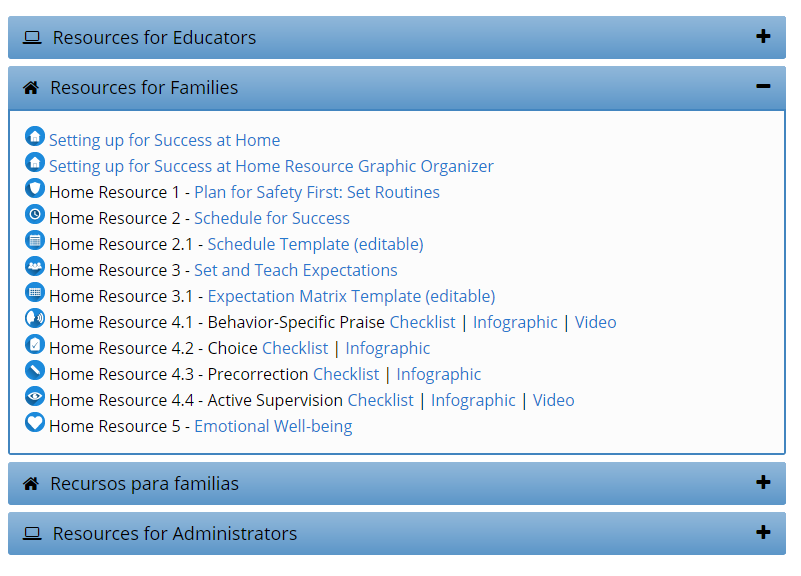 Resources for Educators
Resources for Families
Setting up for Success at Home
Setting up for Success at Home Resource Graphic Organizer
Home Resource 1 - Plan for Safety First: Set Routines
Home Resource 2 - Schedule for Success
Home Resource 2.1 - Schedule Template (editable)
Home Resource 3 - Set and Teach Expectations
Home Resource 3.1 - Expectation Matrix Template (editable)
Home Resource 4.1 - Behavior-Specific Praise Checklist | Infographic | Video
Home Resource 4.2 - Choice Checklist | Infographic
Home Resource 4.3 - Precorrection Checklist | Infographic
Home Resource 4.4 - Active Supervision Checklist | Infographic | Video
Home Resource 5 - Emotional Well-being
Recursos para familias
Resources for Administrators